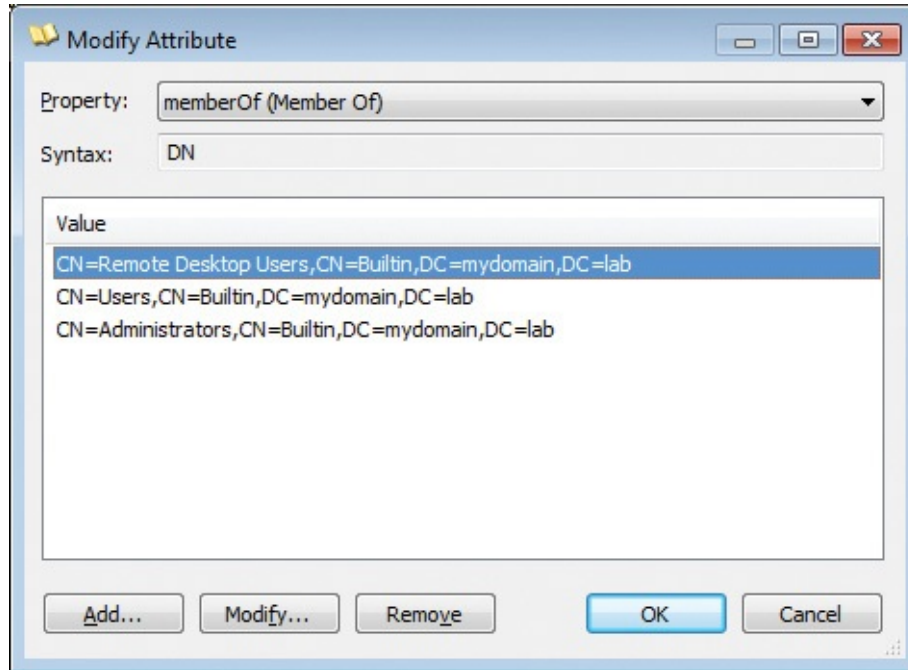 Modify Attribute
Property: memberOf (Member Of)
Syntax: DN
Value
CN=Remote Desktop Users,CN=Builtin,DC=mydomain,DC=lab
CN=Users,CN=Builtin,DC=mydomain,DC=lab
CN=Administrators,CN=Builtin,DC=mydomain,DC=lab
Add... Modify... Remove OK Cancel